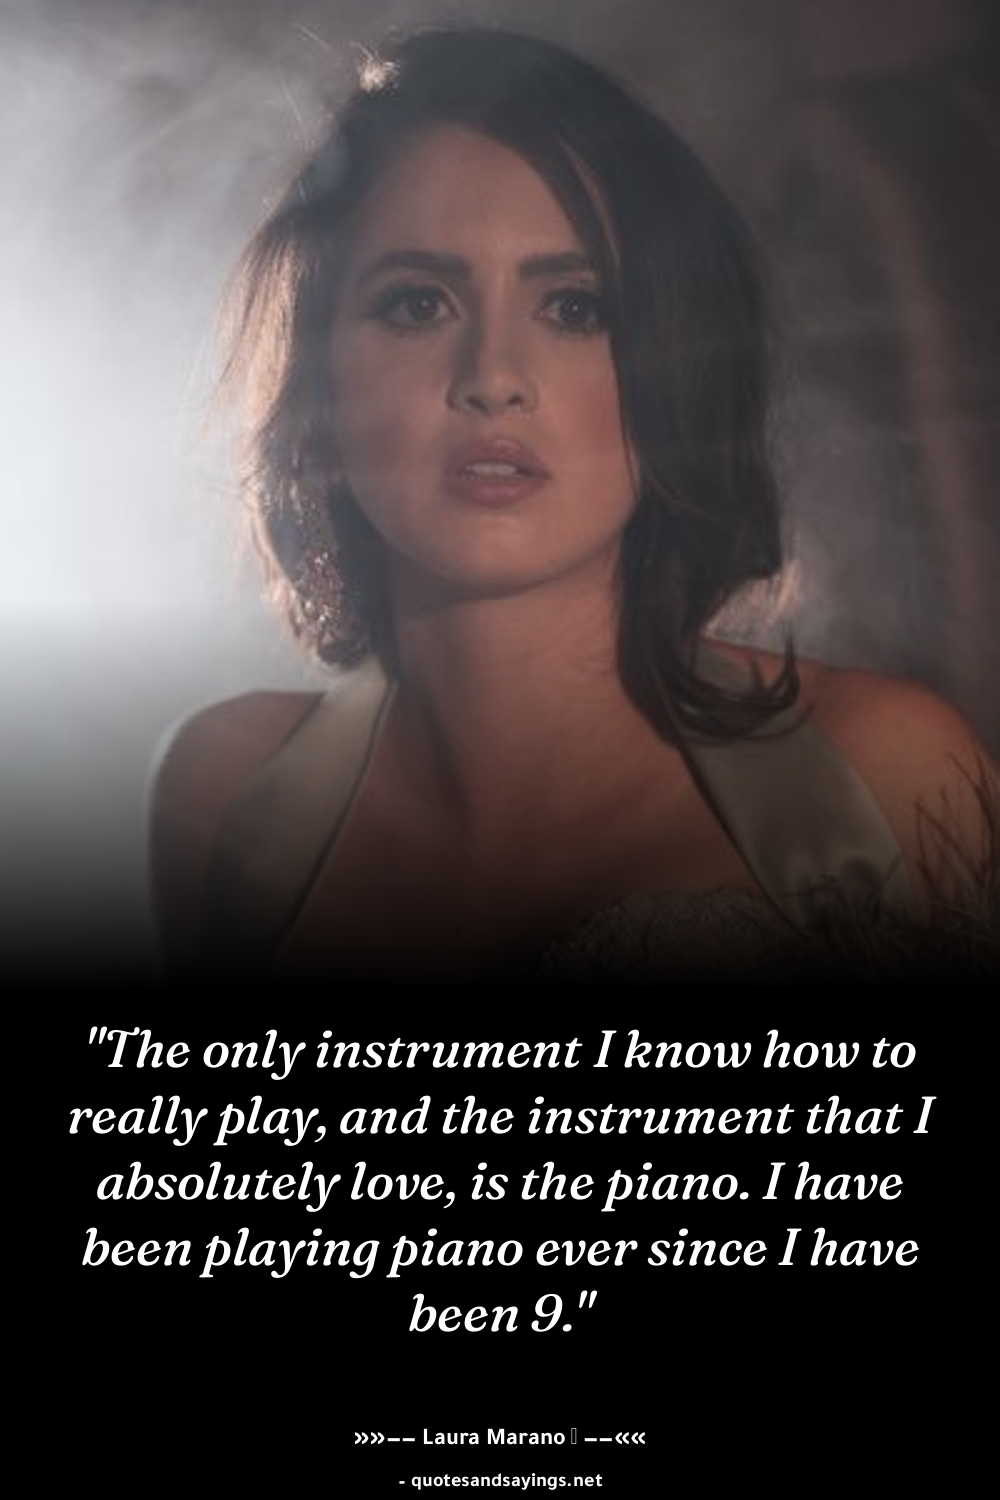 "The only instrument I know how to
really play, and the instrument that I
absolutely love, is the piano. I have
been playing piano ever since I have
been 9."
»»−− Laura Marano ▯ −−««
- quotesandsayings.net